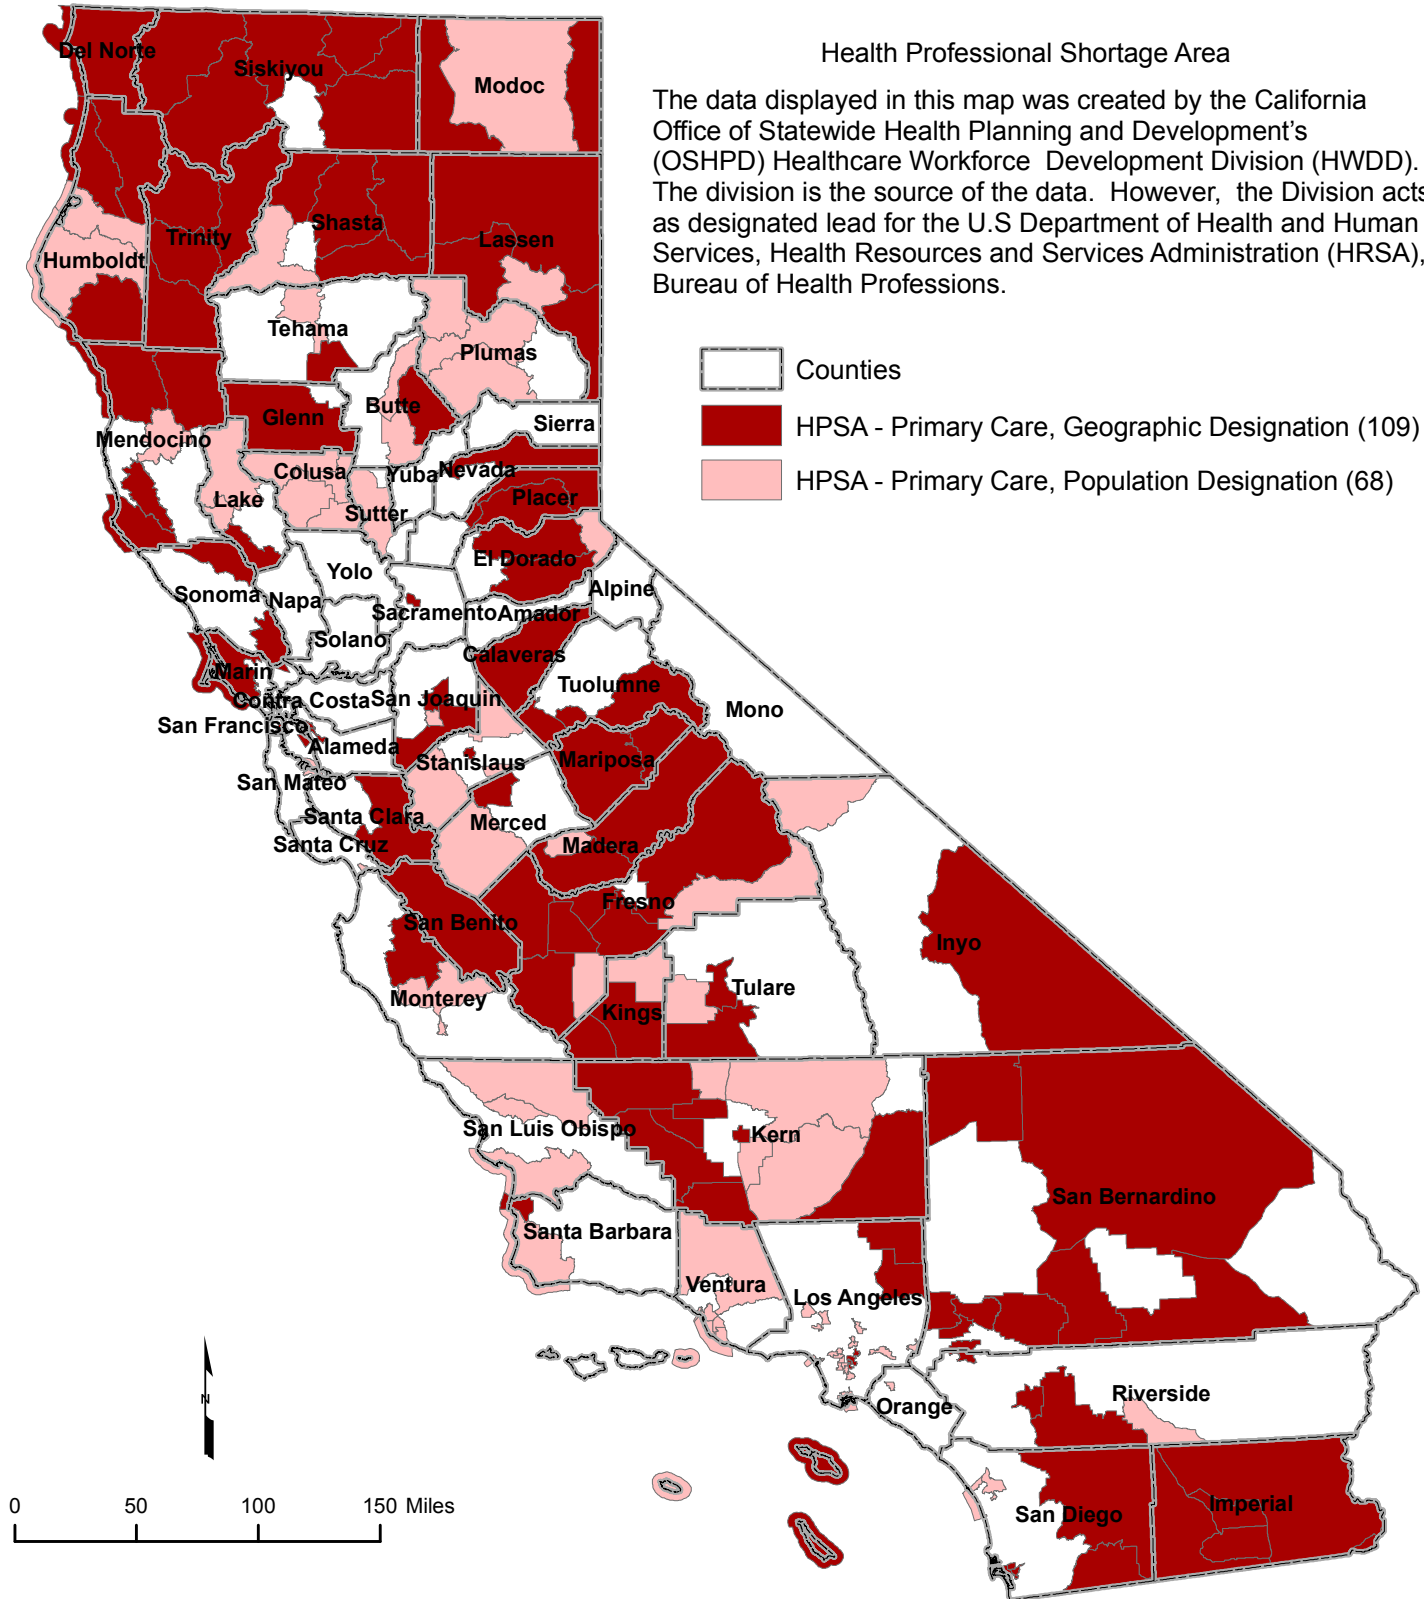 Health Professional Shortage Area
The data displayed in this map was created by the California
Office of Statewide Health Planning and Development's
(OSHPD) Healthcare Workforce Development Division (HWDD).
The division is the source of the data. However, the Division acts
as designated lead for the U.S Department of Health and Human
Services, Health Resources and Services Administration (HRSA),
Bureau of Health Professions.
Counties
HPSA - Primary Care, Geographic Designation (109)
HPSA - Primary Care, Population Designation (68)
Del Norte
Siskiyou
Modoc
Shasta
Trinity
Lassen
Humboldt
Tehama
Plumas
Butte
Glenn
Sierra
Mendocino
Colusa
Yuba
Nevada
Lake
Placer
Sutter
El Dorado
Yolo
Alpine
Sonoma
Napa
Sacramento
Amador
Solano
Calaveras
Marin
Tuolumne
Contra Costa
San Joaquin
Mono
San Francisco
Alameda
Stanislaus
Mariposa
San Mateo
Santa Clara
Merced
Santa Cruz
Madera
Fresno
San Benito
Inyo
Tulare
Monterey
Kings
San Luis Obispo
Kern
San Bernardino
Santa Barbara
Ventura
Los Angeles
Riverside
Orange
San Diego
Imperial
N
0 50 100 150 Miles